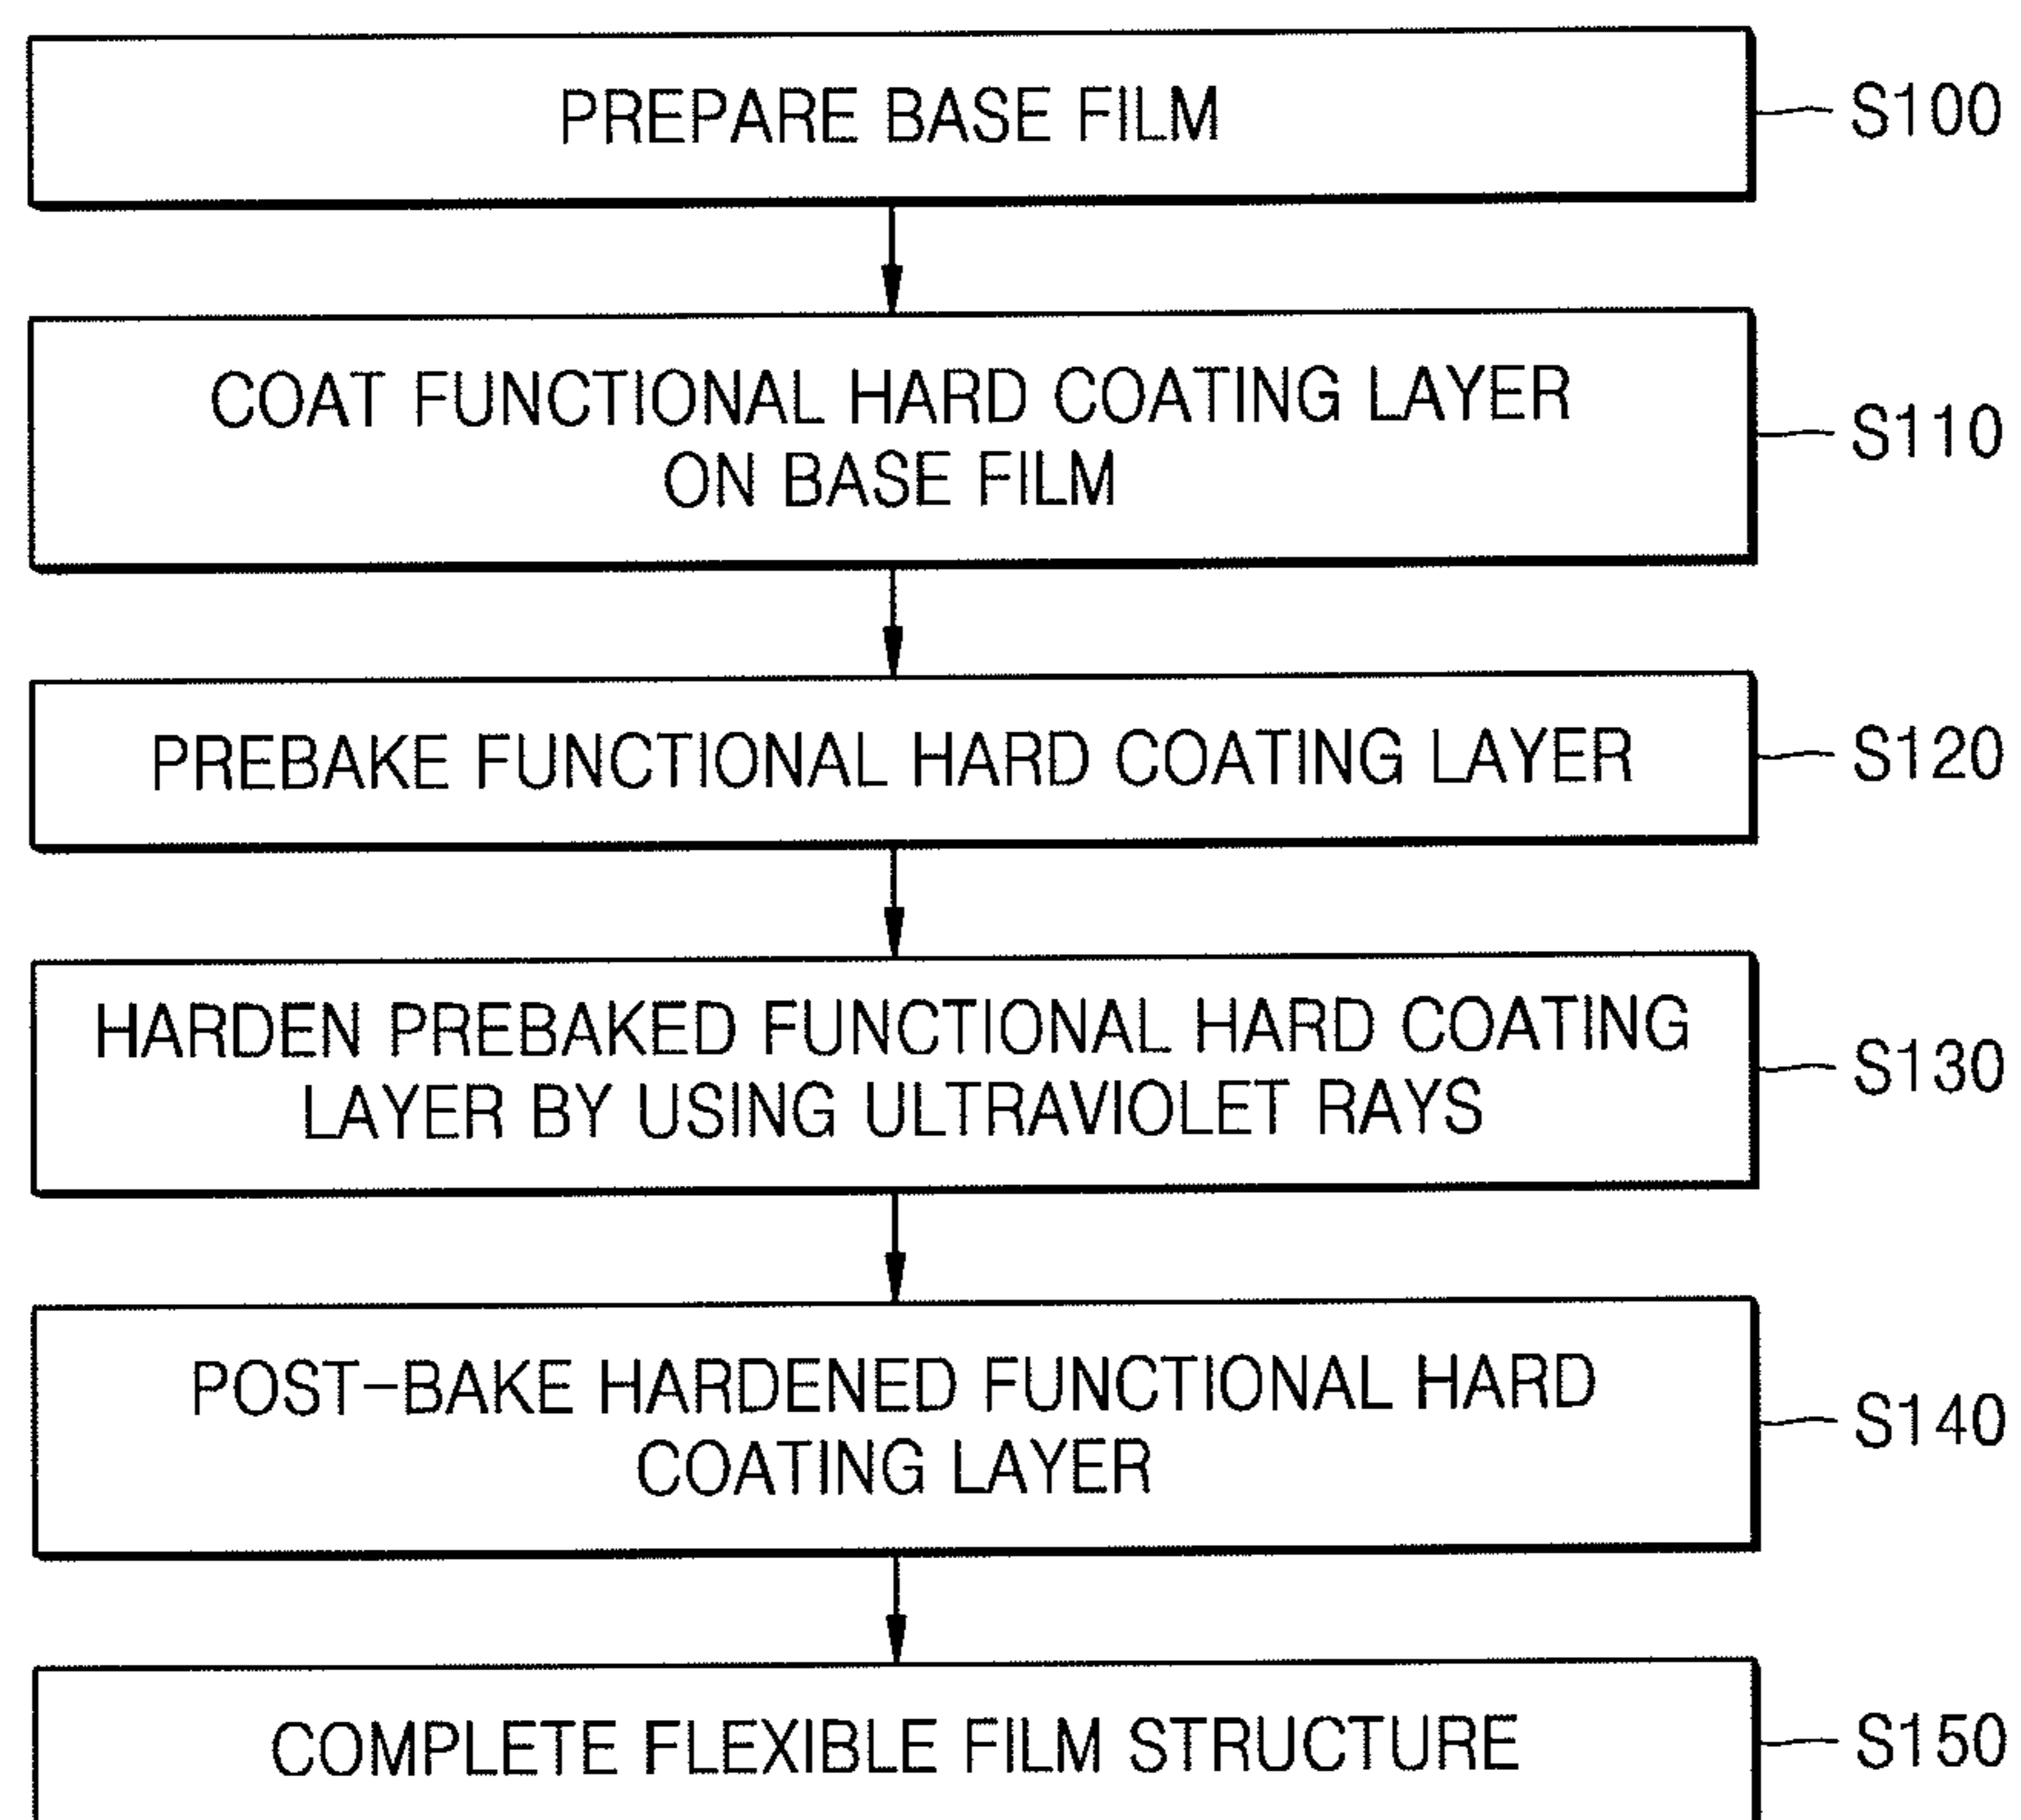 PREPARE BASE FILM
S100
COAT FUNCTIONAL HARD COATING LAYER
ON BASE FILM
S110
PREBAKE FUNCTIONAL HARD COATING LAYER
S120
HARDEN PREBAKED FUNCTIONAL HARD COATING
LAYER BY USING ULTRAVIOLET RAYS
S130
POST-BAKE HARDENED FUNCTIONAL HARD
COATING LAYER
S140
COMPLETE FLEXIBLE FILM STRUCTURE
S150